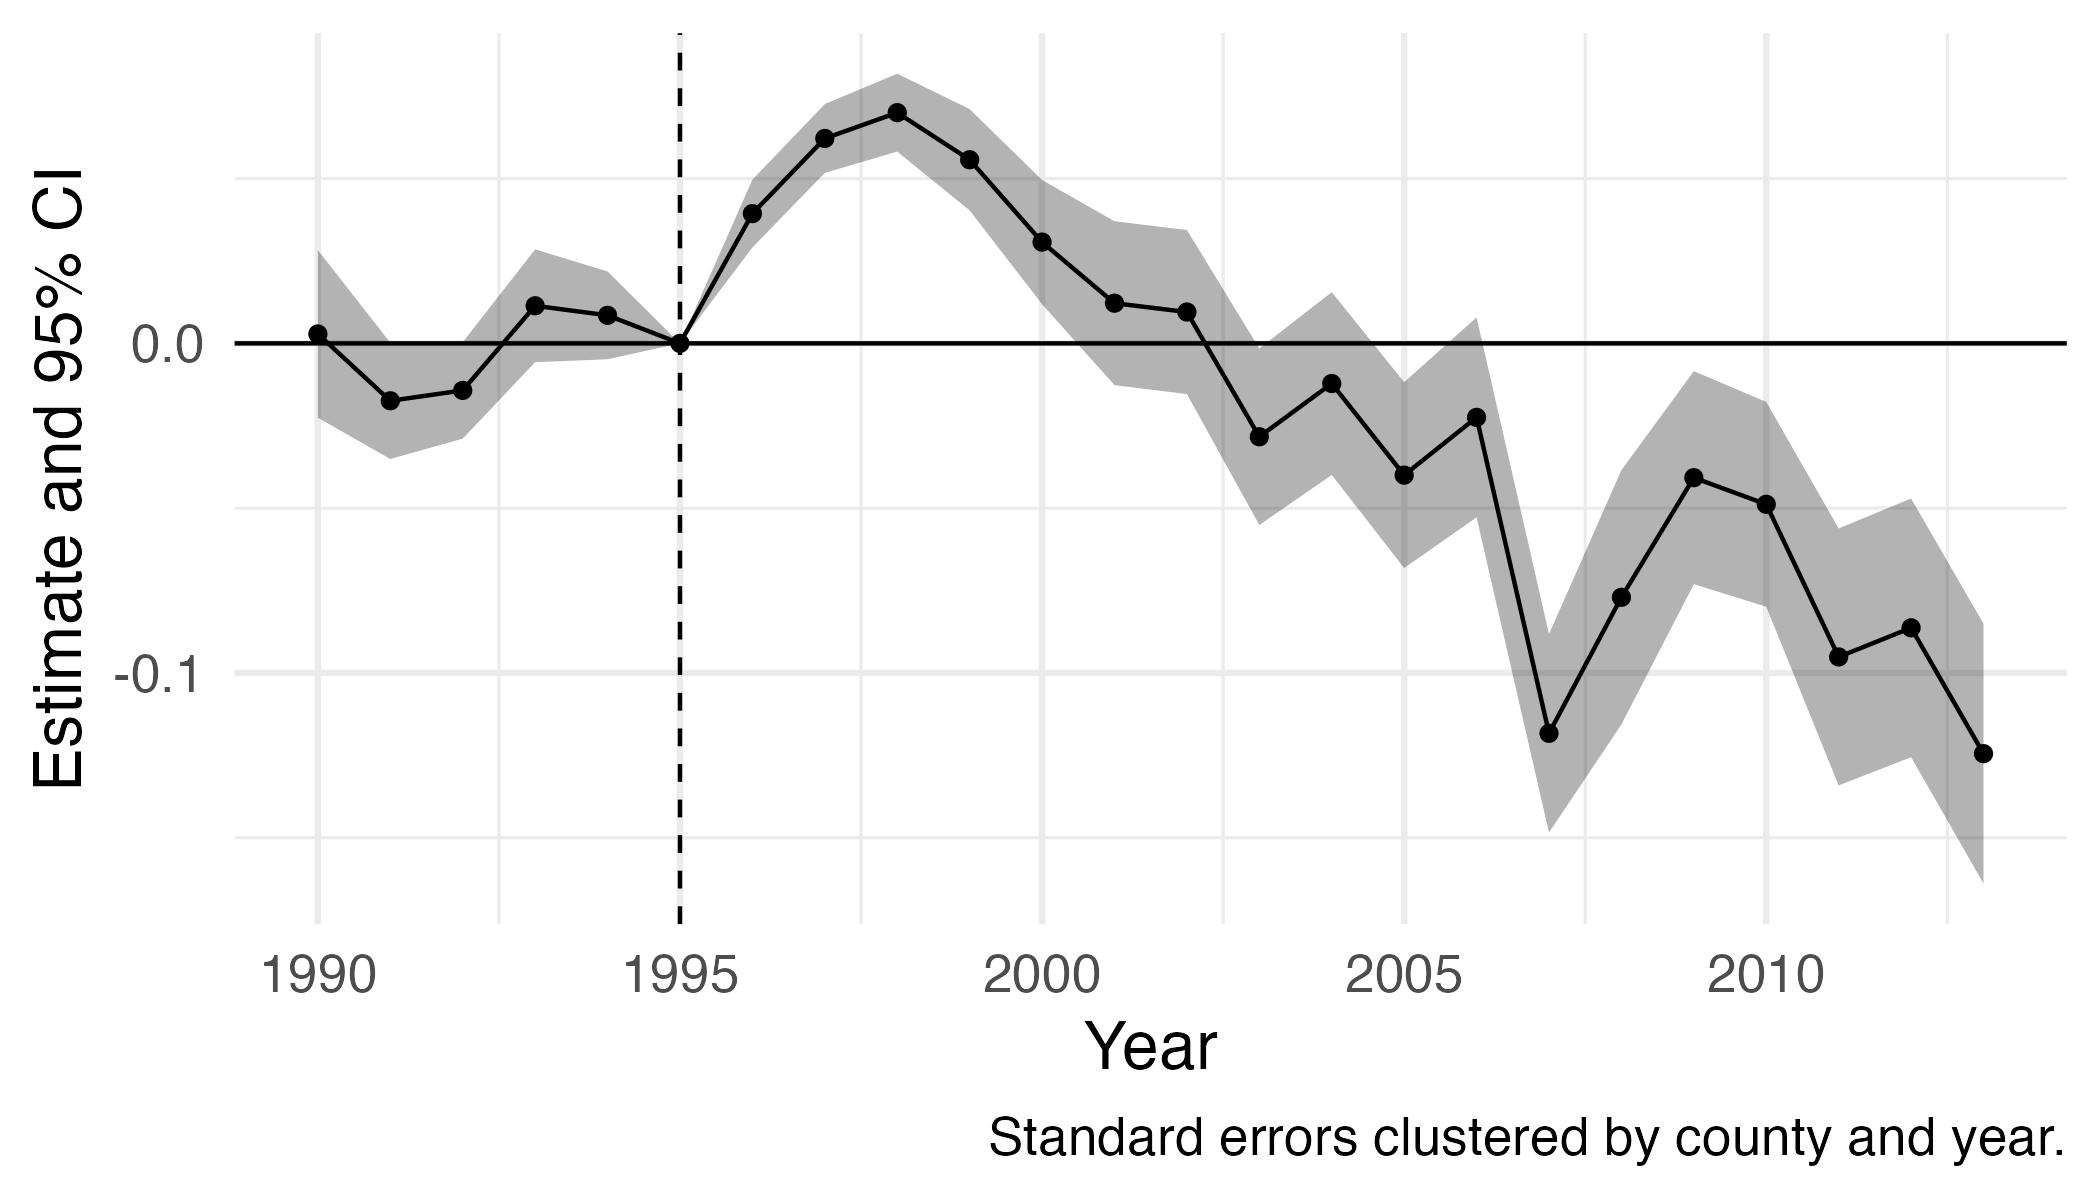 Estimate and 95% CI
0.0
-0.1
1990 1995 2000 2005 2010
Year
Standard errors clustered by county and year.